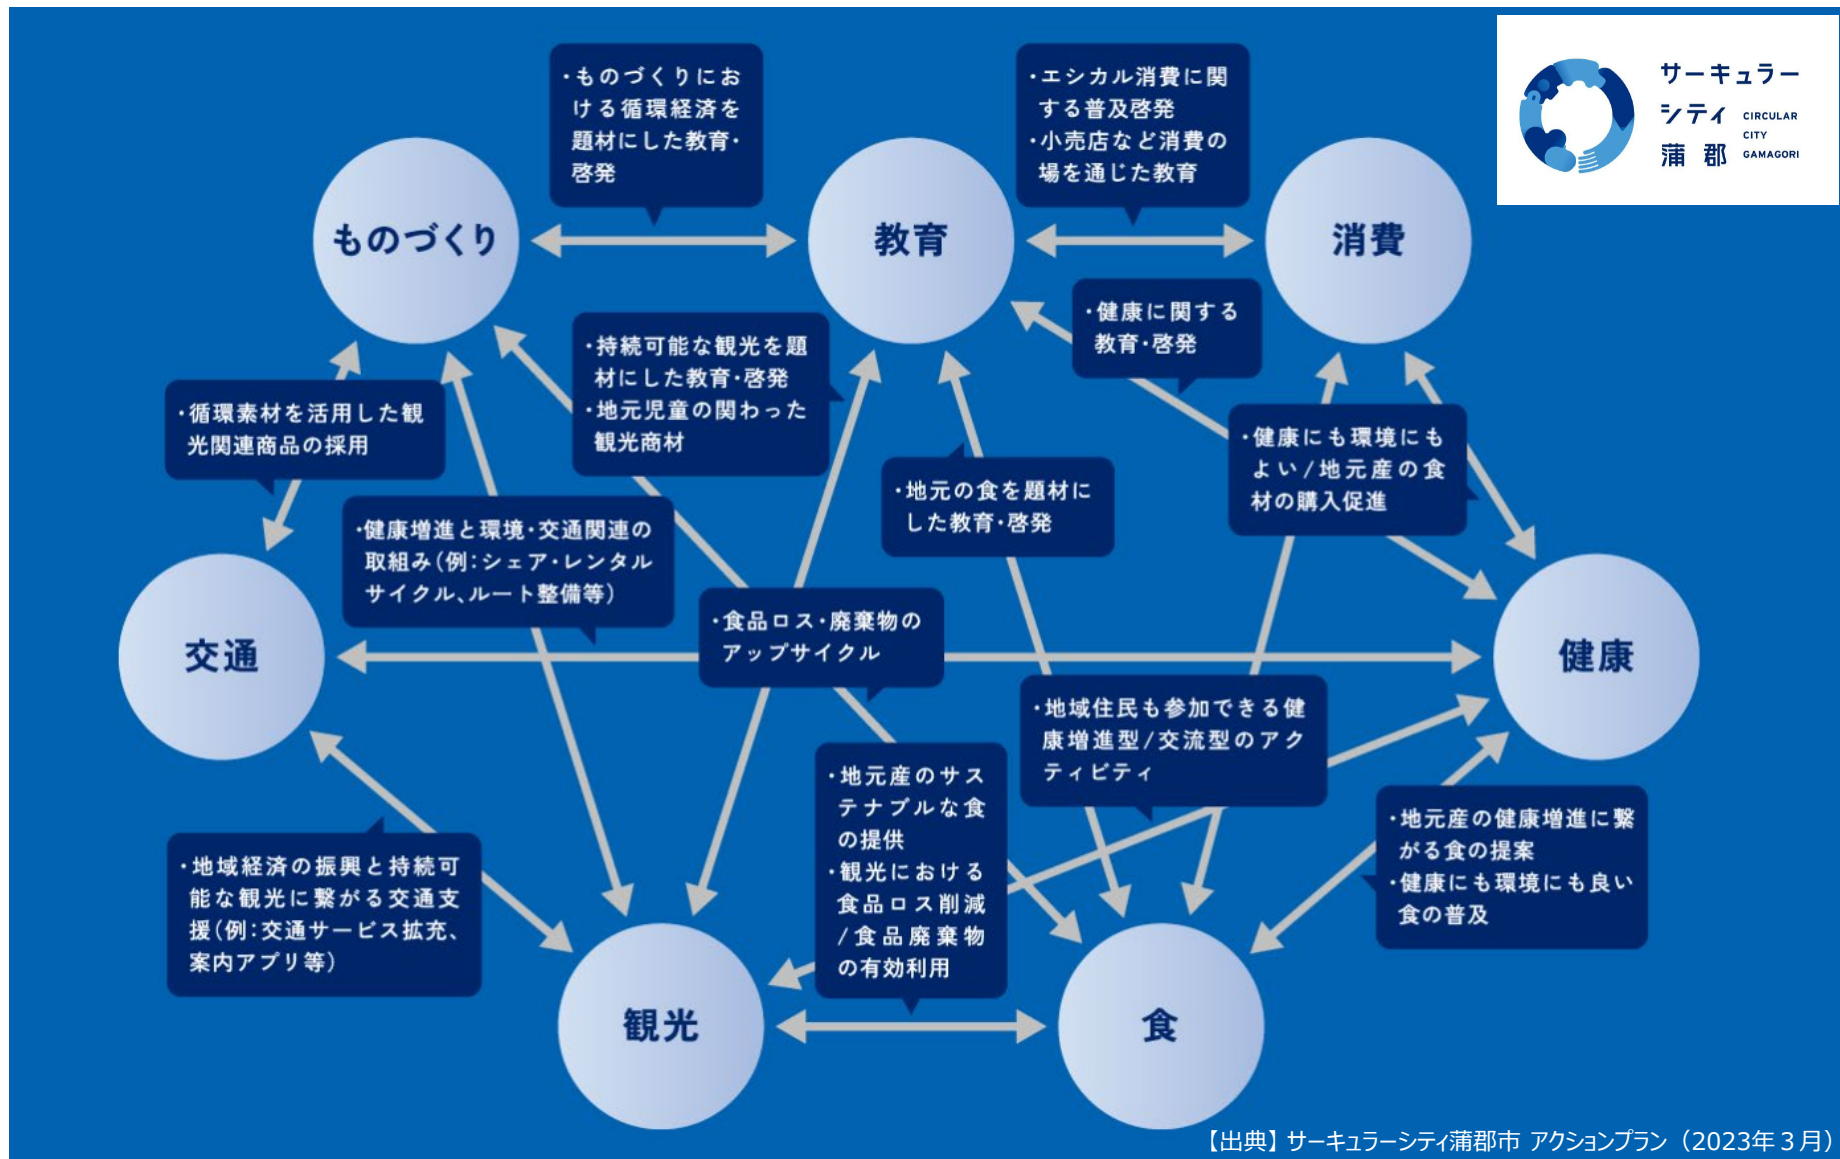 ・ものづくりにお
ける循環経済を
題材にした教育・
啓発
・エシカル消費に関
する普及啓発
・小売店など消費の
場を通じた教育
サーキュラー
シティ CIRCULAR
CITY
蒲郡 GAMAGORI
ものづくり
教育
消費
・健康に関する
教育・啓発
・持続可能な観光を題
材にした教育・啓発
・地元児童の関わった
観光商材
・循環素材を活用した観
光関連商品の採用
・健康にも環境にも
よい/地元産の食
材の購入促進
・地元の食を題材に
した教育・啓発
・健康増進と環境・交通関連の
取組み(例:シェア・レンタル
サイクル、ルート整備等)
・食品ロス・廃棄物の
アップサイクル
交通
健康
・地域住民も参加できる健
康増進型/交流型のアク
ティビティ
・地元産のサス
テナブルな食
の提供
・観光における
食品ロス削減
/食品廃棄物
の有効利用
・地元産の健康増進に繋
がる食の提案
・健康にも環境にも良い
食の普及
・地域経済の振興と持続可
能な観光に繋がる交通支
援(例:交通サービス拡充、
案内アプリ等)
観光
食
【出典】サーキュラーシティ蒲郡市 アクションプラン(2023年3月)